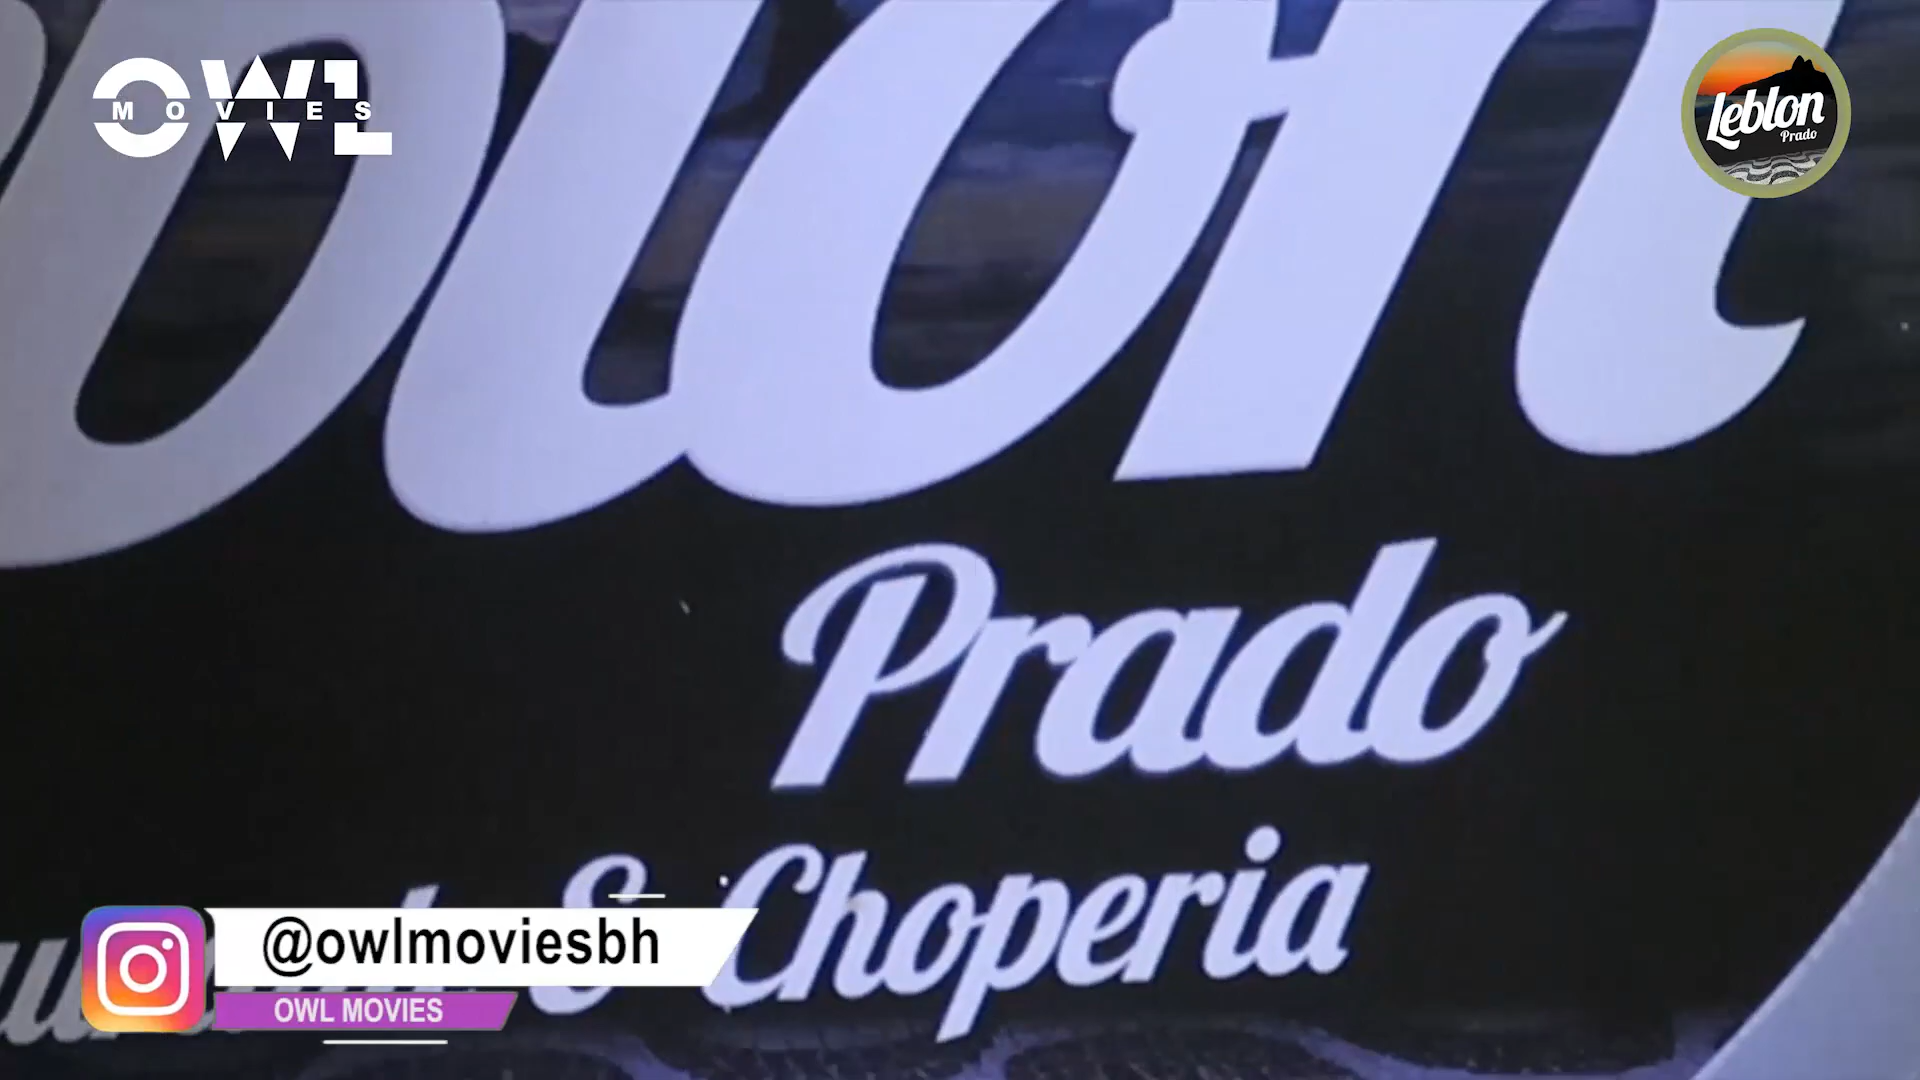 OWL
MOVIES
Leblon
Prado
Prado
& Choperia
@owlmoviesbh
OWL MOVIES